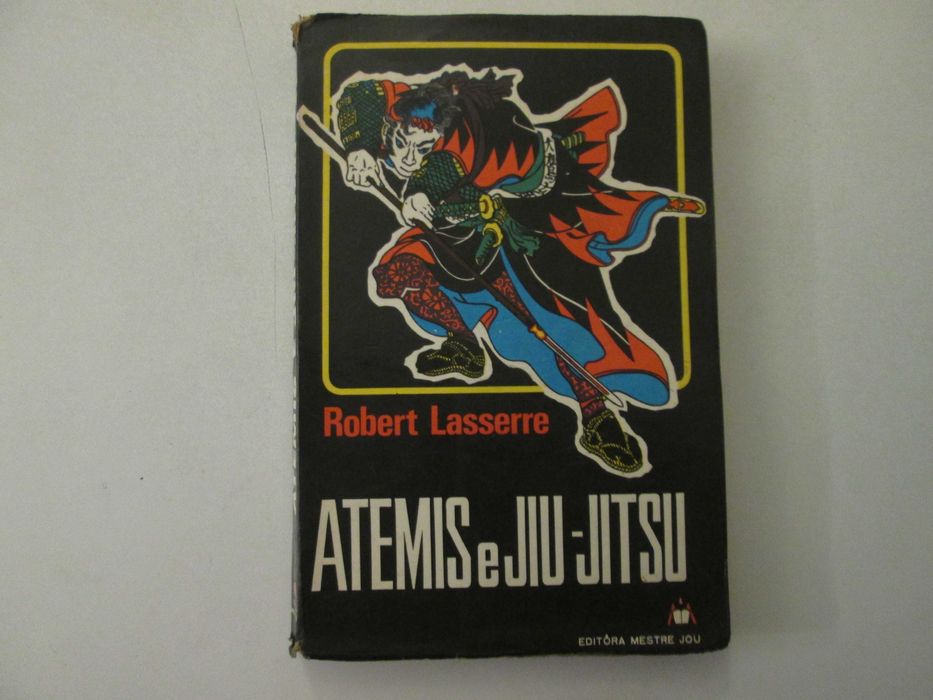 Robert Lasserre
ATEMIS e JIU-JITSU
EDITÔRA MESTRE JOU